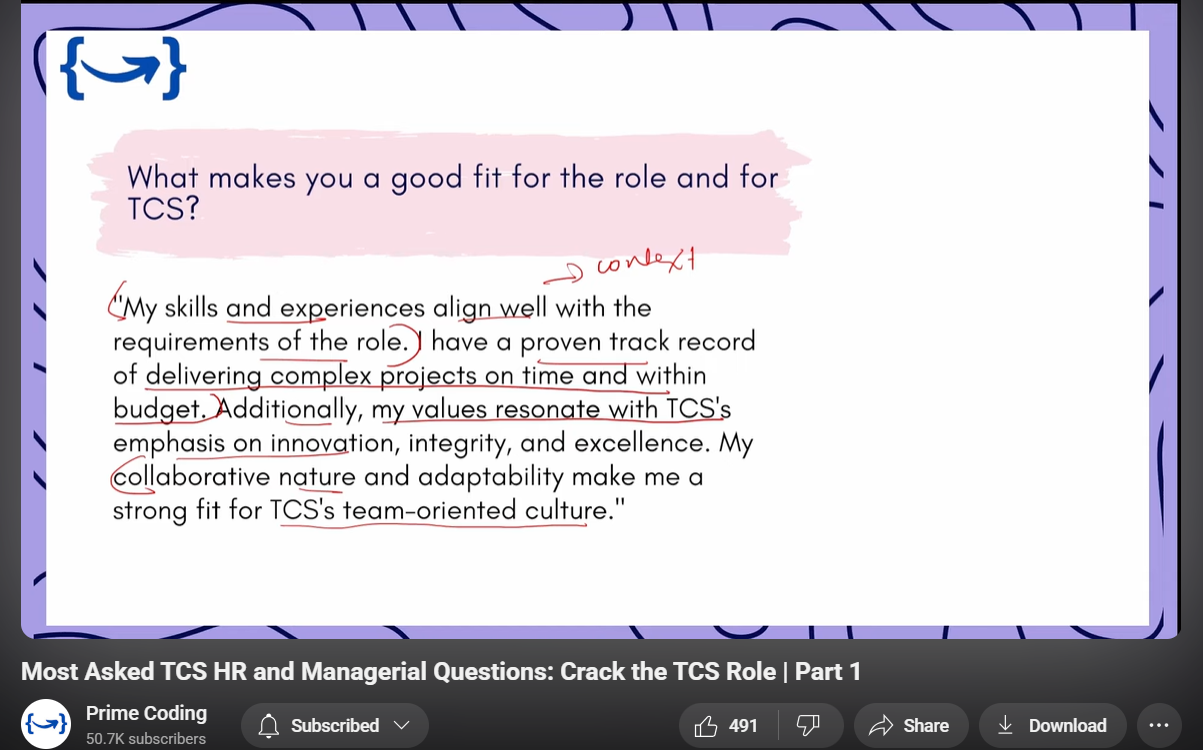 What makes you a good fit for the role and for
TCS?
context
"My skills and experiences align well with the
requirements of the role. I have a proven track record
of delivering complex projects on time and within
budget. Additionally, my values resonate with TCS's
emphasis on innovation, integrity, and excellence. My
collaborative nature and adaptability make me a
strong fit for TCS's team-oriented culture."
Most Asked TCS HR and Managerial Questions: Crack the TCS Role | Part 1
Prime Coding
50.7K subscribers
Subscribed
491
Share
Download